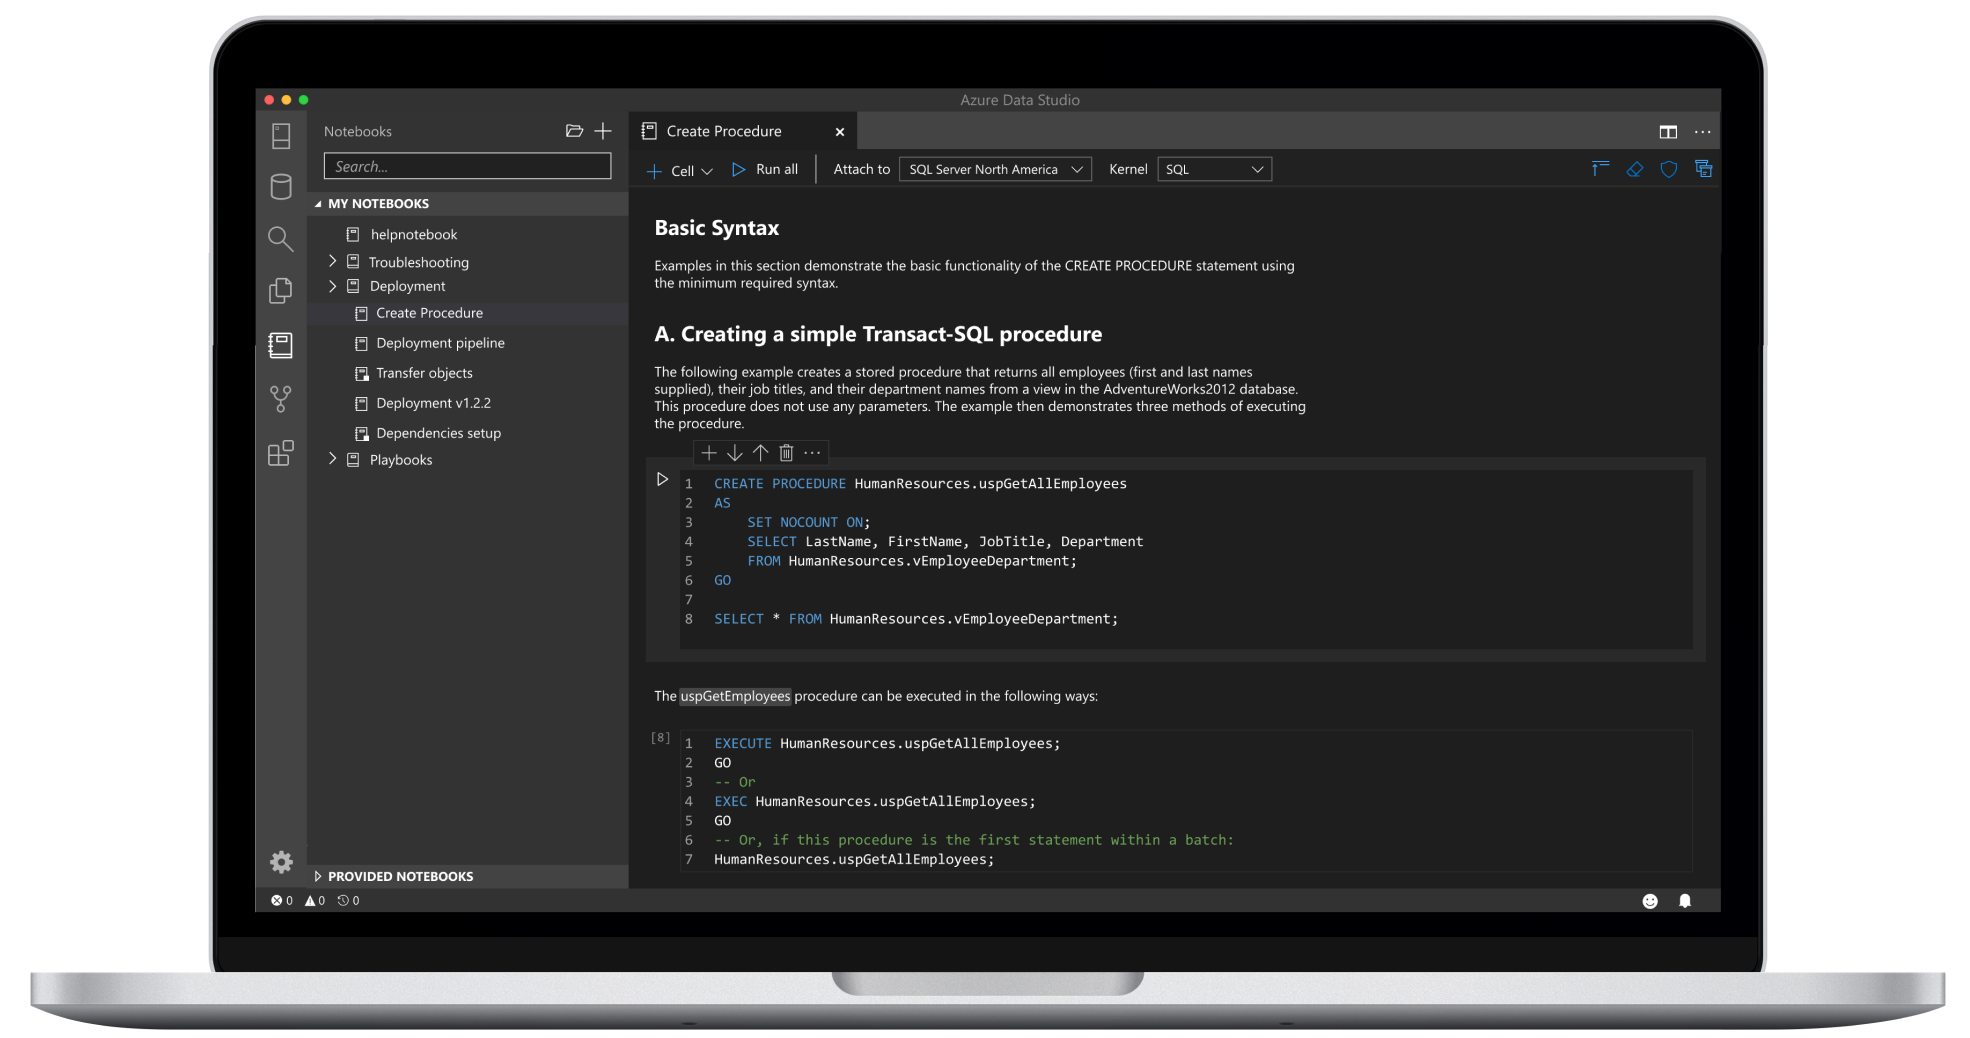 Azure Data Studio
Notebooks
Search...
MY NOTEBOOKS
helpnotebook
Troubleshooting
Deployment
Create Procedure
Deployment pipeline
Transfer objects
Deployment v1.2.2
Dependencies setup
Playbooks
PROVIDED NOTEBOOKS
0 0 0
Create Procedure
Cell Run all Attach to SQL Server North America Kernel SQL
Basic Syntax
Examples in this section demonstrate the basic functionality of the CREATE PROCEDURE statement using
the minimum required syntax.
A. Creating a simple Transact-SQL procedure
The following example creates a stored procedure that returns all employees (first and last names
supplied), their job titles, and their department names from a view in the AdventureWorks2012 database.
This procedure does not use any parameters. The example then demonstrates three methods of executing
the procedure.
1 CREATE PROCEDURE HumanResources.uspGetAllEmployees
2 AS
3 SET NOCOUNT ON;
4 SELECT LastName, FirstName, JobTitle, Department
5 FROM HumanResources.vEmployeeDepartment;
6 GO
7
8 SELECT * FROM HumanResources.vEmployeeDepartment;
The uspGetEmployees procedure can be executed in the following ways:
[8]
1 EXECUTE HumanResources.uspGetAllEmployees;
2 GO
3 -- Or
4 EXEC HumanResources.uspGetAllEmployees;
5 GO
6 -- Or, if this procedure is the first statement within a batch:
7 HumanResources.uspGetAllEmployees;